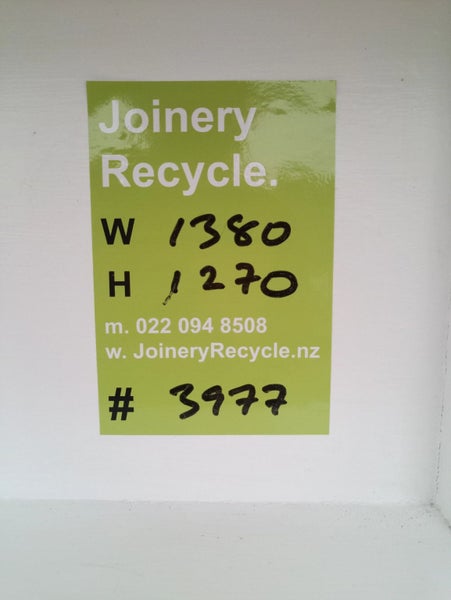 Joinery
Recycle.
W 1380
H 1270
m. 022 094 8508
w. JoineryRecycle.nz
# 3977